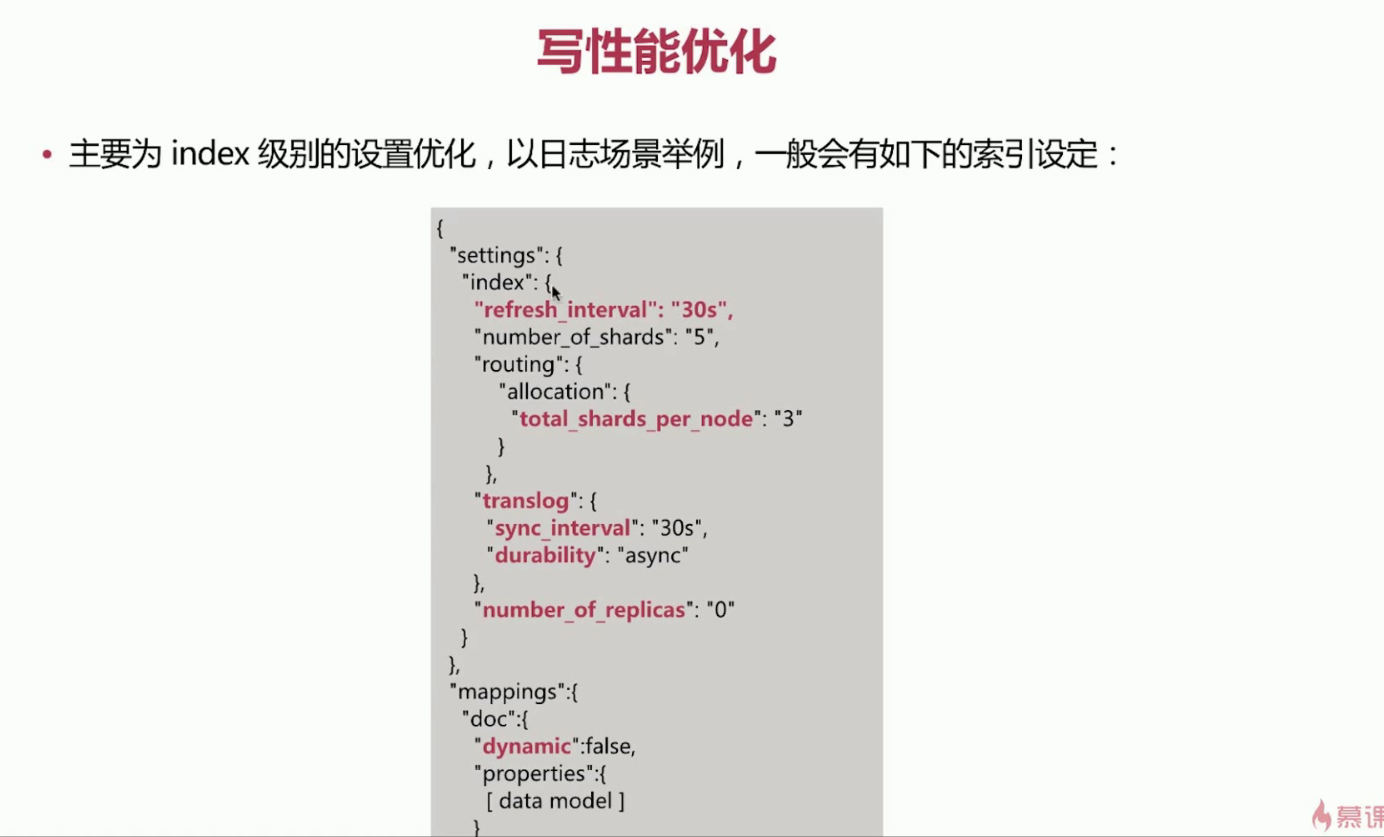 写性能优化
• 主要为 index 级别的设置优化，以日志场景举例，一般会有如下的索引设定：
{
"settings": {
"index": {
"refresh_interval": "30s",
"number_of_shards": "5",
"routing": {
"allocation": {
"total_shards_per_node": "3"
}
},
"translog": {
"sync_interval": "30s",
"durability": "async"
},
"number_of_replicas": "0"
}
},
"mappings":{
"doc":{
"dynamic":false,
"properties":{
[ data model ]
}
慕课